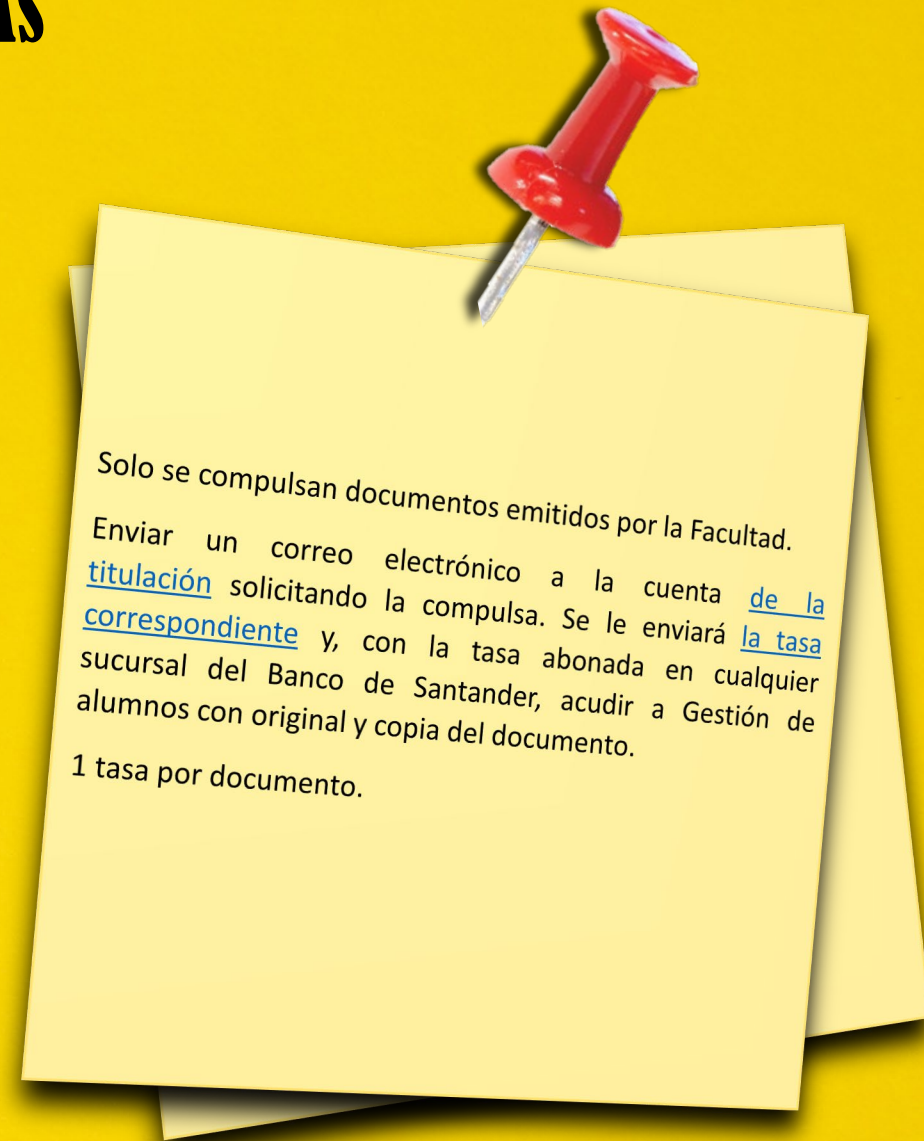 Solo se compulsan documentos emitidos por la Facultad.
Enviar un correo electrónico a la cuenta de la
titulación solicitando la compulsa. Se le enviará la tasa
correspondiente y, con la tasa abonada en cualquier
sucursal del Banco de Santander, acudir a Gestión de
alumnos con original y copia del documento.
1 tasa por documento.